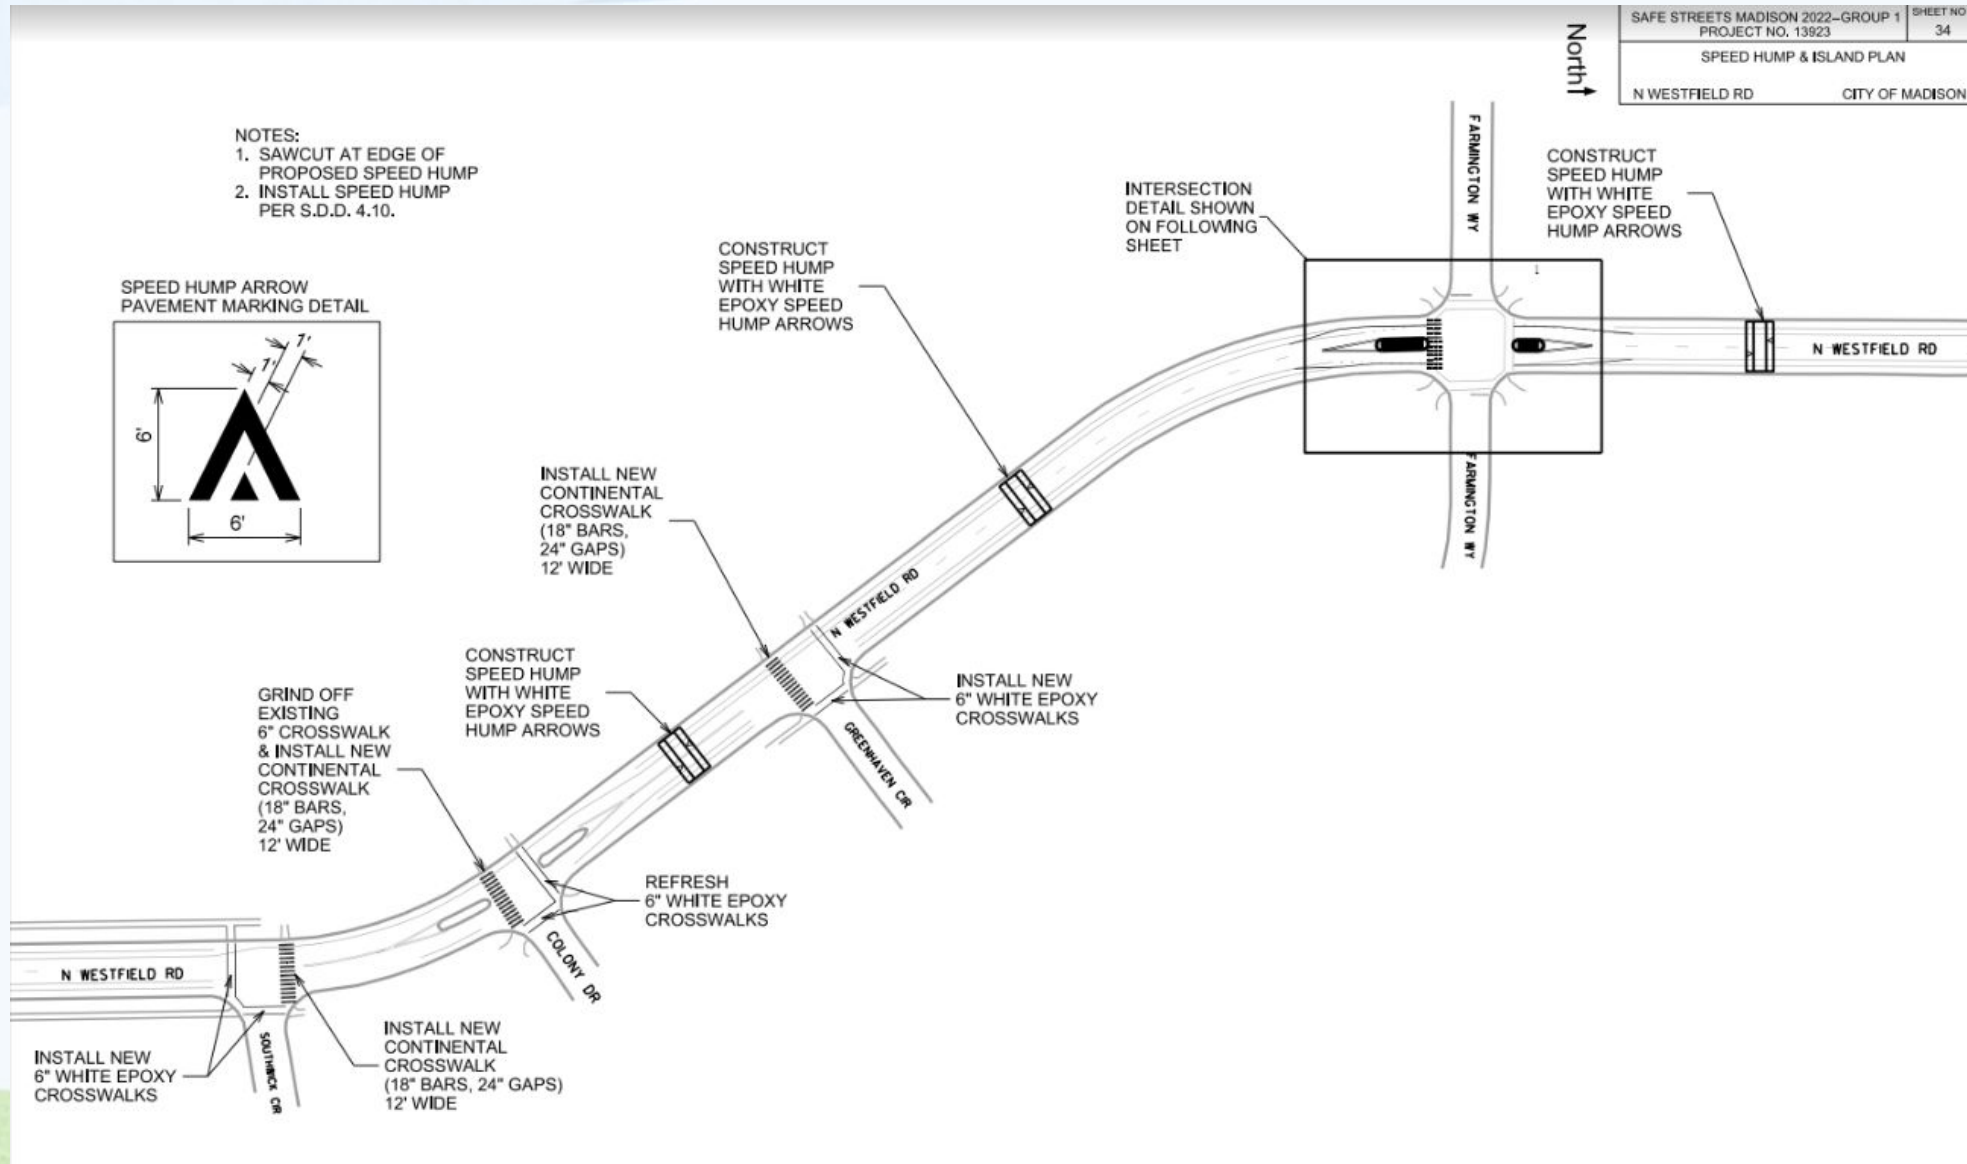 SAFE STREETS MADISON 2022–GROUP 1
PROJECT NO. 13923
SHEET NO
34
SPEED HUMP & ISLAND PLAN
N WESTFIELD RD
CITY OF MADISON
North
NOTES:
1. SAWCUT AT EDGE OF
PROPOSED SPEED HUMP
2. INSTALL SPEED HUMP
PER S.D.D. 4.10.
SPEED HUMP ARROW
PAVEMENT MARKING DETAIL
1'
1'
6'
6'
CONSTRUCT
SPEED HUMP
WITH WHITE
EPOXY SPEED
HUMP ARROWS
INTERSECTION
DETAIL SHOWN
ON FOLLOWING
SHEET
FARMINGTON WY
CONSTRUCT
SPEED HUMP
WITH WHITE
EPOXY SPEED
HUMP ARROWS
1
N WESTFIELD RD
FARMINGTON WY
INSTALL NEW
CONTINENTAL
CROSSWALK
(18" BARS,
24" GAPS)
12' WIDE
N WESTFIELD RD
CONSTRUCT
SPEED HUMP
WITH WHITE
EPOXY SPEED
HUMP ARROWS
INSTALL NEW
6" WHITE EPOXY
CROSSWALKS
GREENHAVEN CIR
GRIND OFF
EXISTING
6" CROSSWALK
& INSTALL NEW
CONTINENTAL
CROSSWALK
(18" BARS,
24" GAPS)
12' WIDE
REFRESH
6" WHITE EPOXY
CROSSWALKS
COLONY DR
N WESTFIELD RD
SOUTHWICK CIR
INSTALL NEW
6" WHITE EPOXY
CROSSWALKS
INSTALL NEW
CONTINENTAL
CROSSWALK
(18" BARS, 24" GAPS)
12' WIDE